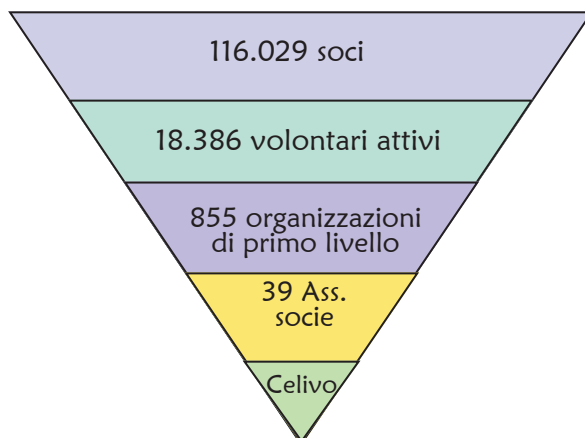 116.029 soci
18.386 volontari attivi
855 organizzazioni
di primo livello
39 Ass.
socie
Celivo